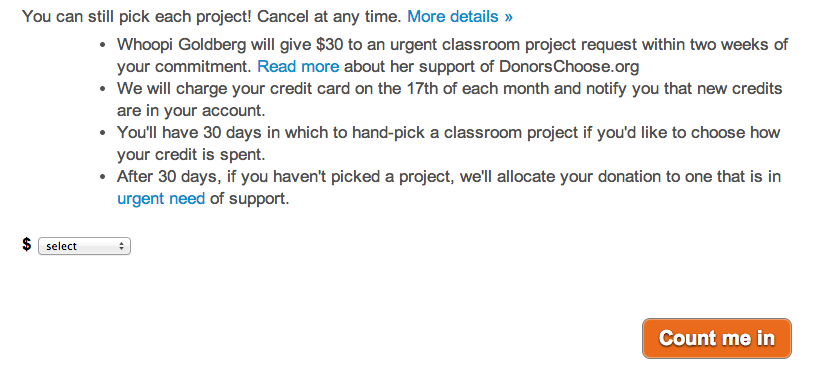 You can still pick each project! Cancel at any time. More details »
• Whoopi Goldberg will give $30 to an urgent classroom project request within two weeks of
your commitment. Read more about her support of DonorsChoose.org
• We will charge your credit card on the 17th of each month and notify you that new credits
are in your account.
• You'll have 30 days in which to hand-pick a classroom project if you'd like to choose how
your credit is spent.
• After 30 days, if you haven't picked a project, we'll allocate your donation to one that is in
urgent need of support.
$ select
Count me in